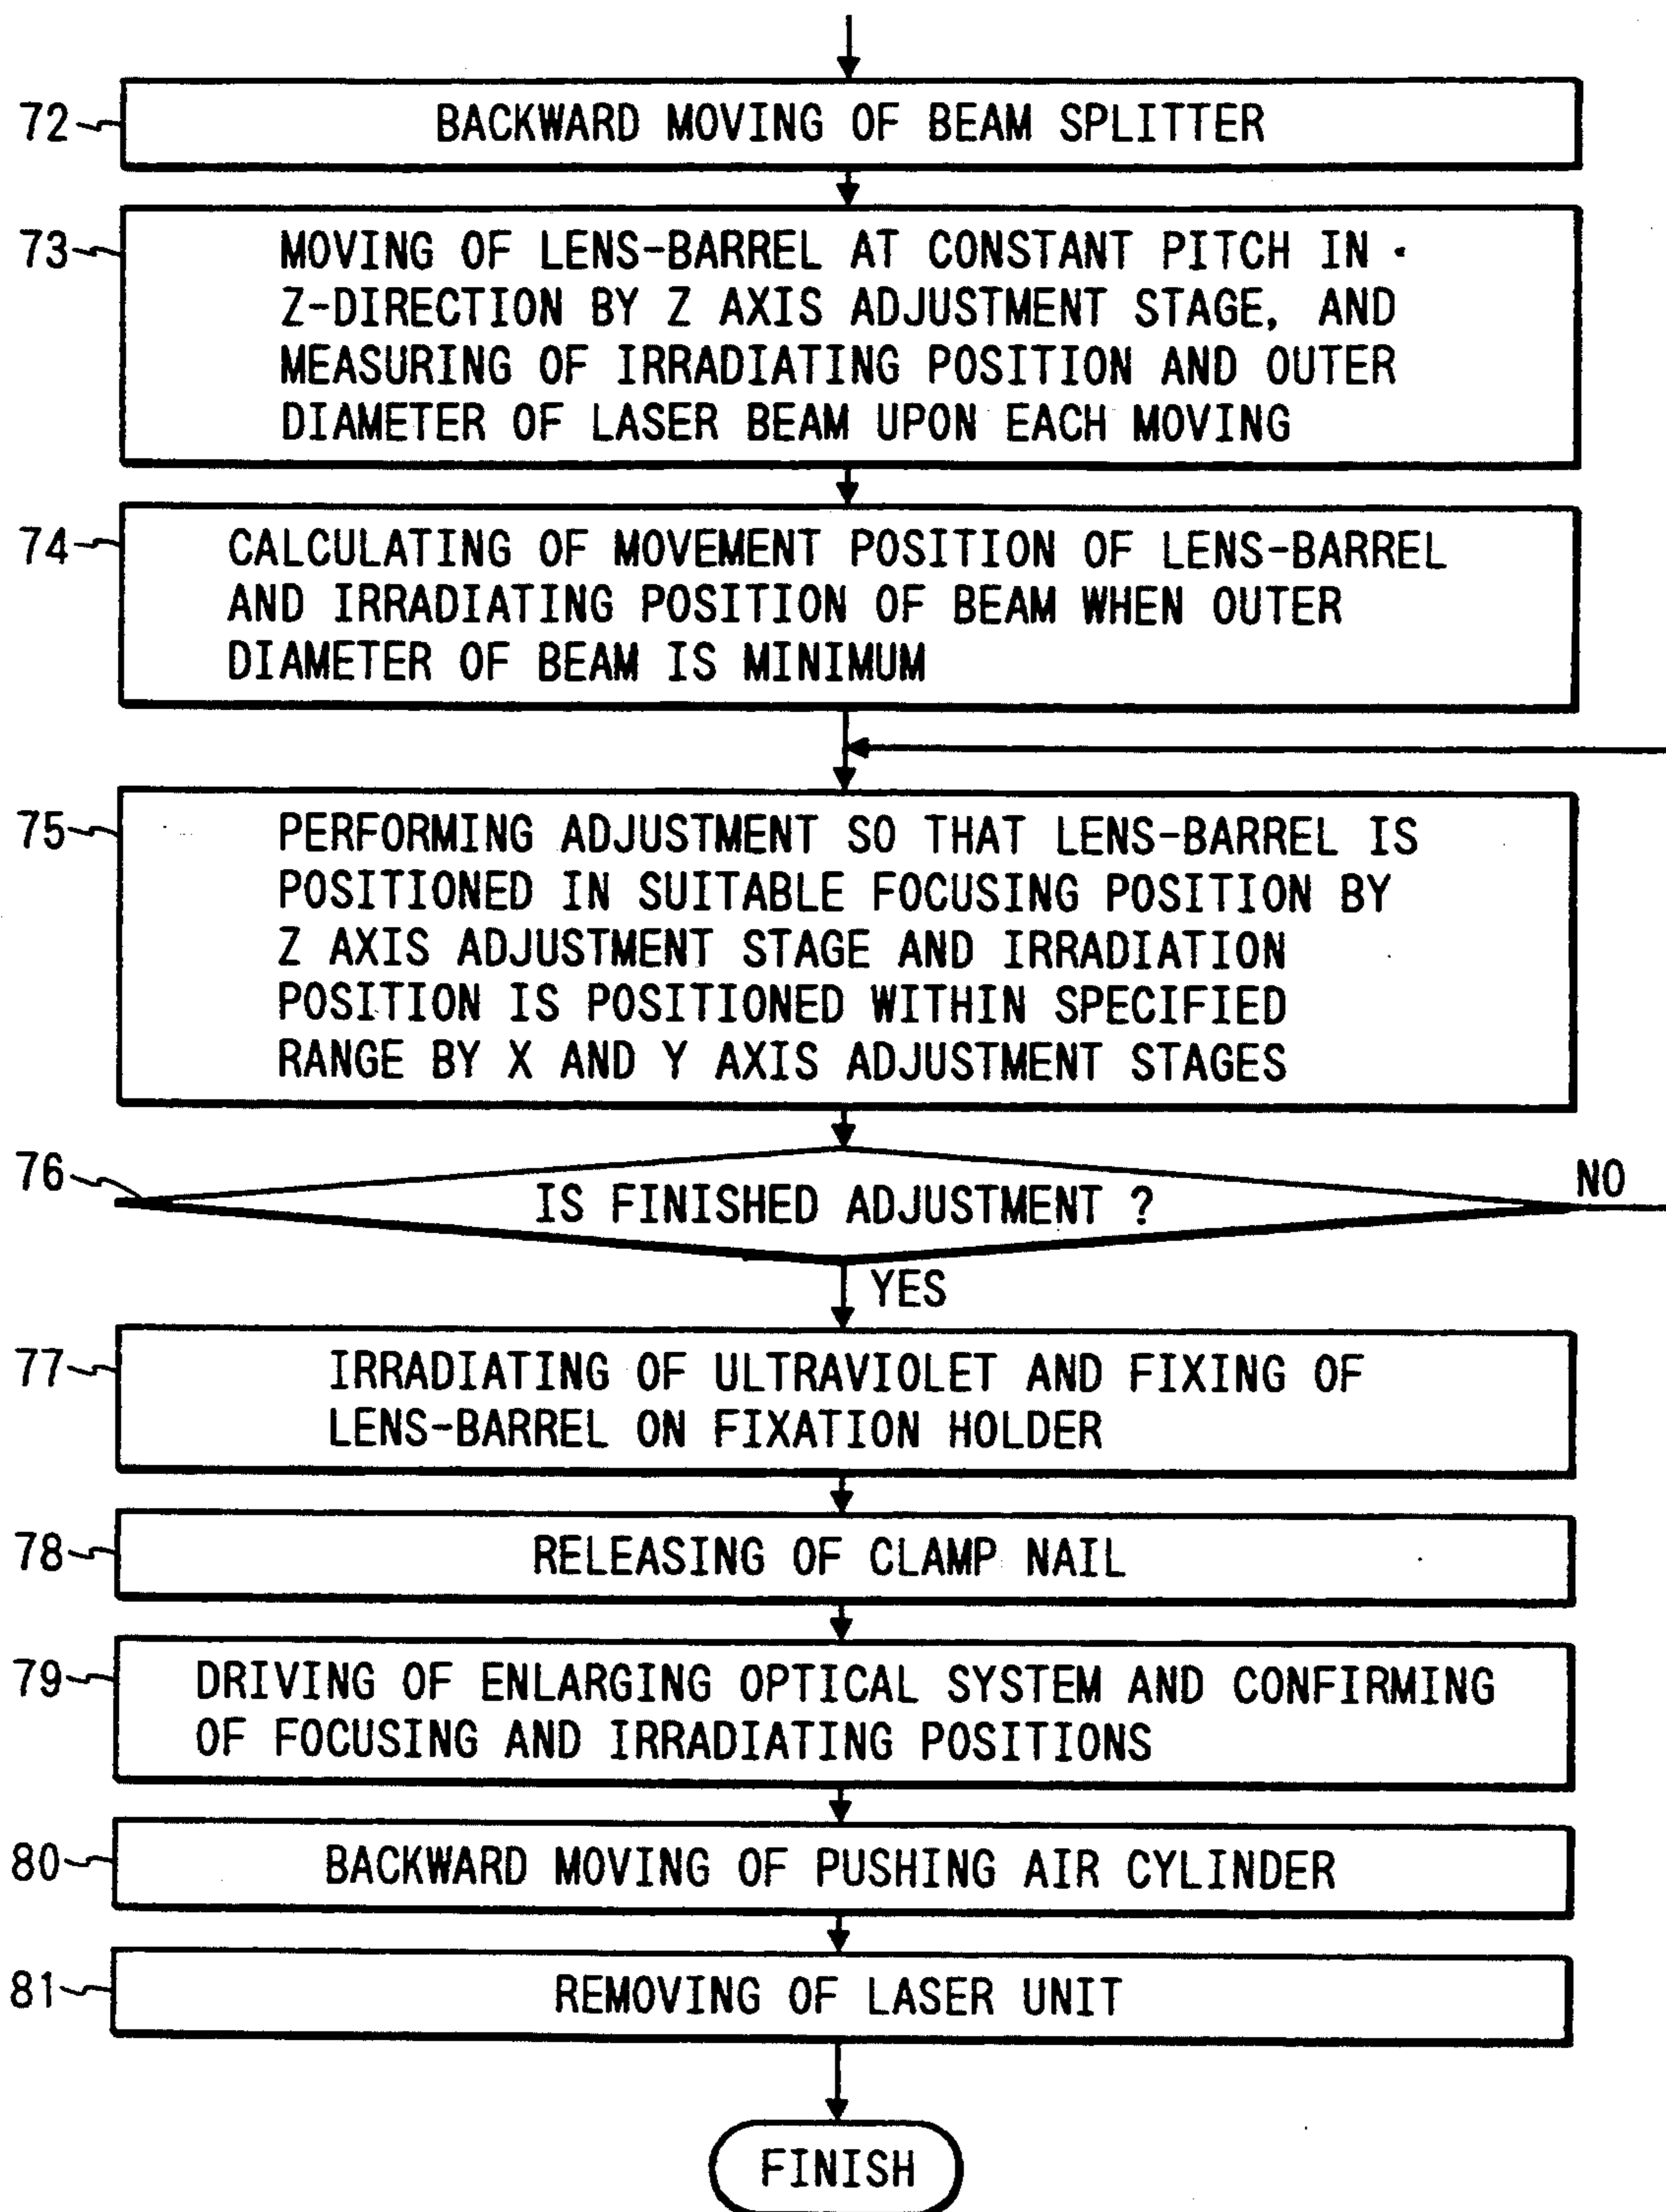 72
BACKWARD MOVING OF BEAM SPLITTER
73
MOVING OF LENS-BARREL AT CONSTANT PITCH IN
Z-DIRECTION BY Z AXIS ADJUSTMENT STAGE, AND
MEASURING OF IRRADIATING POSITION AND OUTER
DIAMETER OF LASER BEAM UPON EACH MOVING
74
CALCULATING OF MOVEMENT POSITION OF LENS-BARREL
AND IRRADIATING POSITION OF BEAM WHEN OUTER
DIAMETER OF BEAM IS MINIMUM
75
PERFORMING ADJUSTMENT SO THAT LENS-BARREL IS
POSITIONED IN SUITABLE FOCUSING POSITION BY
Z AXIS ADJUSTMENT STAGE AND IRRADIATION
POSITION IS POSITIONED WITHIN SPECIFIED
RANGE BY X AND Y AXIS ADJUSTMENT STAGES
76
IS FINISHED ADJUSTMENT ?
NO
YES
77
IRRADIATING OF ULTRAVIOLET AND FIXING OF
LENS-BARREL ON FIXATION HOLDER
78
RELEASING OF CLAMP NAIL
79
DRIVING OF ENLARGING OPTICAL SYSTEM AND CONFIRMING
OF FOCUSING AND IRRADIATING POSITIONS
80
BACKWARD MOVING OF PUSHING AIR CYLINDER
81
REMOVING OF LASER UNIT
FINISH